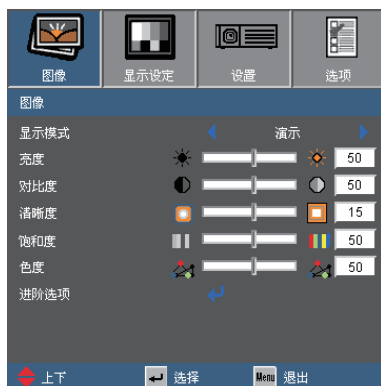 图像 显示设定 设置 选项
图像
显示模式 演示
亮度 50
对比度 50
清晰度 15
饱和度 50
色度 50
进阶选项
上下 选择 Menu 退出